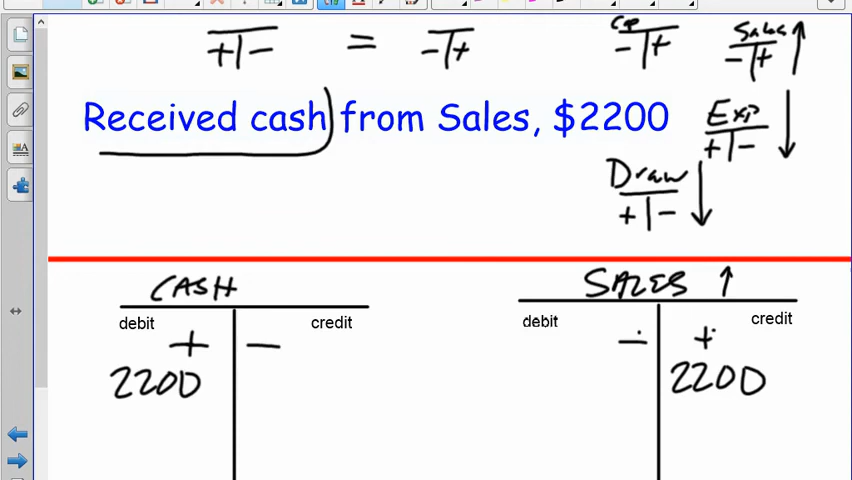 + | - = - | +
Cap - | +
Sales ↑ - | +
Received cash from Sales, $2200
Exp ↓ + | -
Draw ↓ + | -
CASH
debit credit
+ -
2200
SALES ↑
debit credit
- +
2200